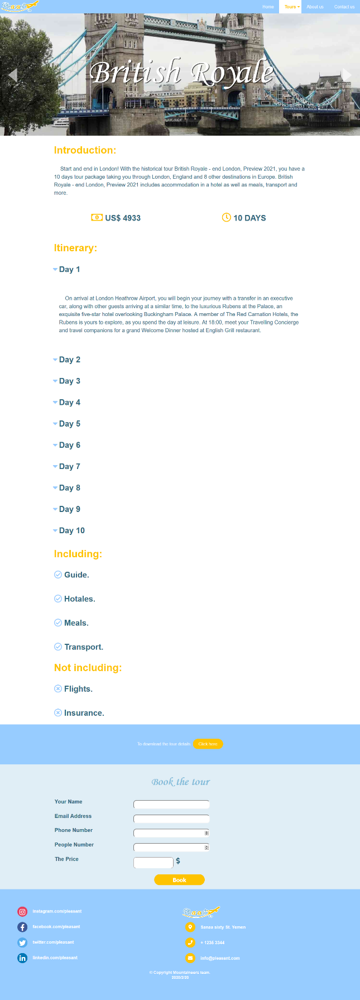 Pleasant
Home
Tours
About us
Contact us
British Royale
Introduction:
Start and end in London! With the historical tour British Royale - end London, Preview 2021, you have a
10 days tour package taking you through London, England and 8 other destinations in Europe. British
Royale - end London, Preview 2021 includes accommodation in a hotel as well as meals, transport and
more.
US$ 4933
10 DAYS
Itinerary:
Day 1
On arrival at London Heathrow Airport, you will begin your journey with a transfer in an executive
car, along with other guests arriving at a similar time, to the luxurious Rubens at the Palace, an
exquisite five-star hotel overlooking Buckingham Palace. A member of The Red Carnation Hotels, the
Rubens is yours to explore, as you spend the day at leisure. At 18:00, meet your Travelling Concierge
and travel companions for a grand Welcome Dinner hosted at English Grill restaurant.
Day 2
Day 3
Day 4
Day 5
Day 6
Day 7
Day 8
Day 9
Day 10
Including:
Guide.
Hotales.
Meals.
Transport.
Not including:
Flights.
Insurance.
To download the tour details Click here
Book the tour
Your Name
Email Address
Phone Number
People Number
The Price
$
Book
instagram.com/pleasant
facebook.com/pleasant
twitter.com/pleasant
linkedin.com/pleasant
Pleasant
Sanaa sixty St. Yemen
+ 1235 3344
info@pleasant.com
© Copyright Mountaineers team.
2020/2/20